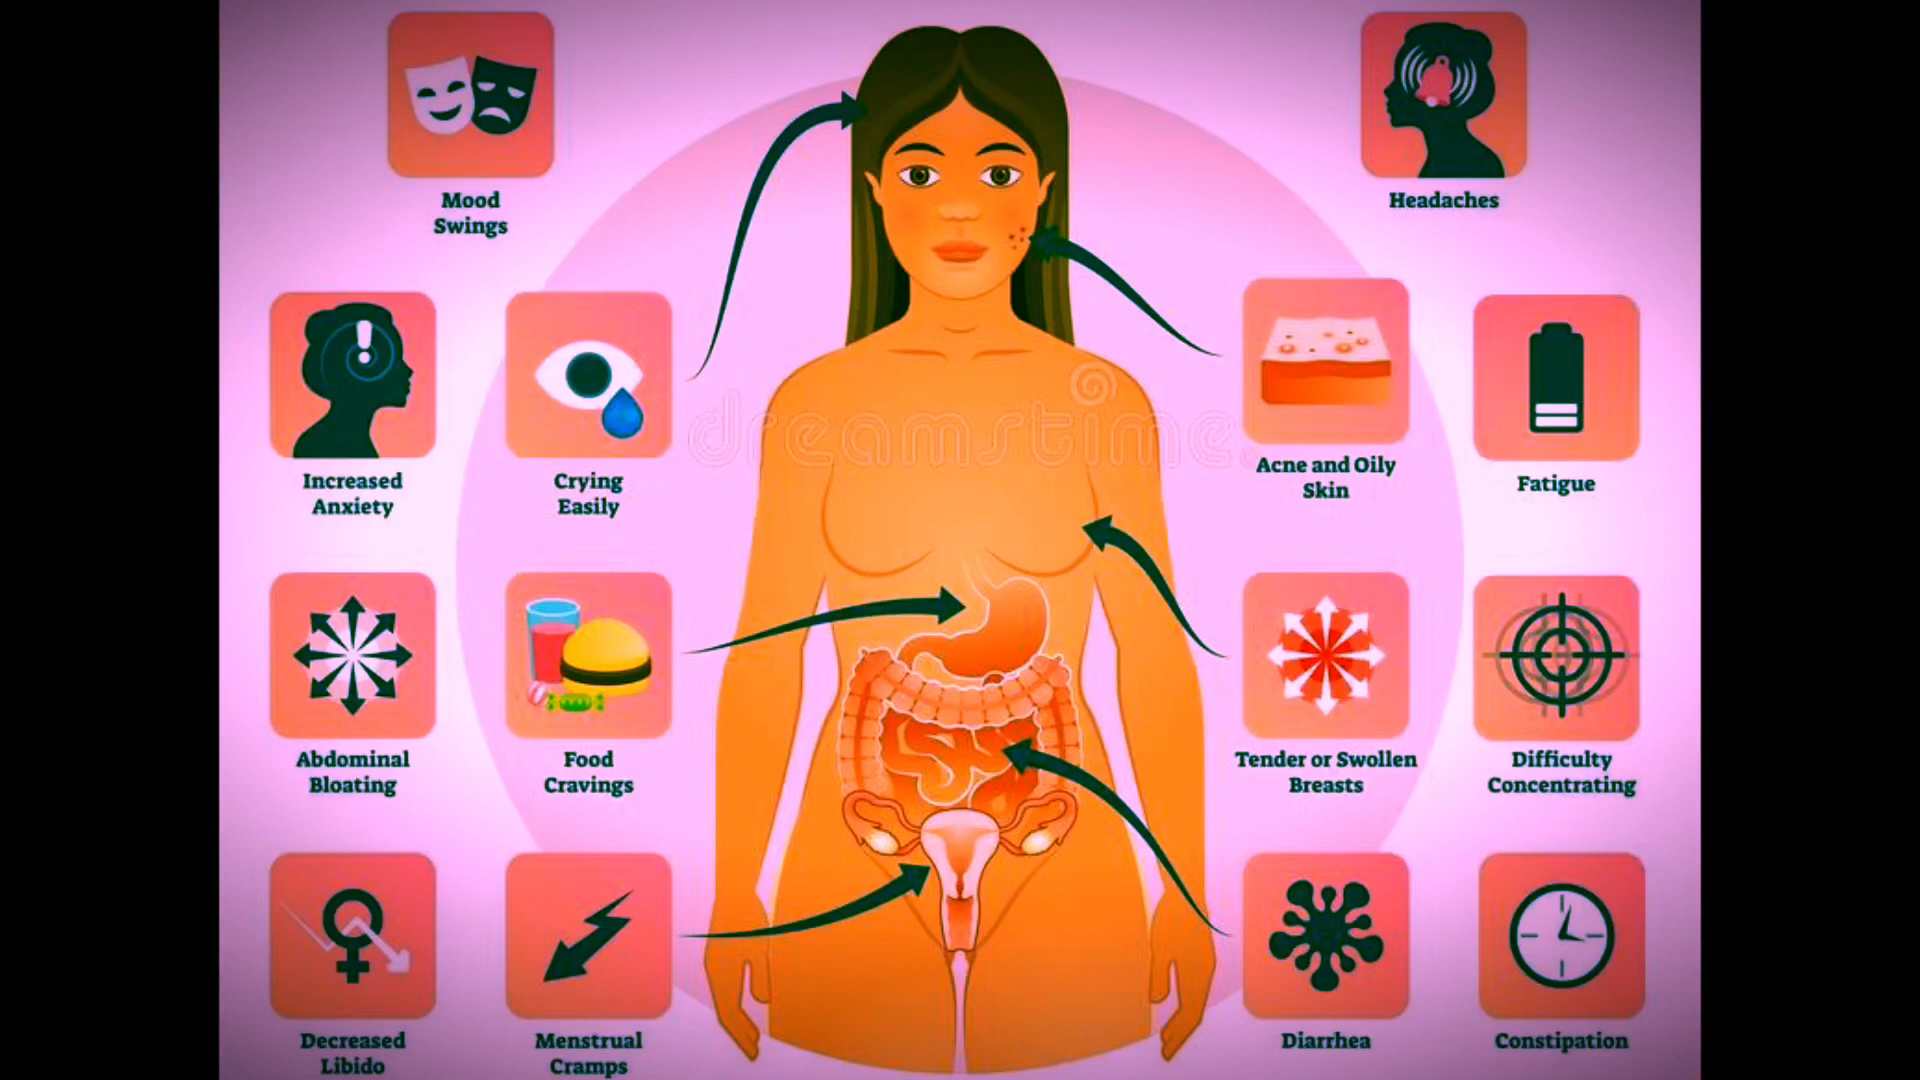 Mood
Swings
Headaches
Increased
Anxiety
Crying
Easily
dreamstime.
Acne and Oily
Skin
Fatigue
Abdominal
Bloating
Food
Cravings
Tender or Swollen
Breasts
Difficulty
Concentrating
Decreased
Libido
Menstrual
Cramps
Diarrhea
Constipation